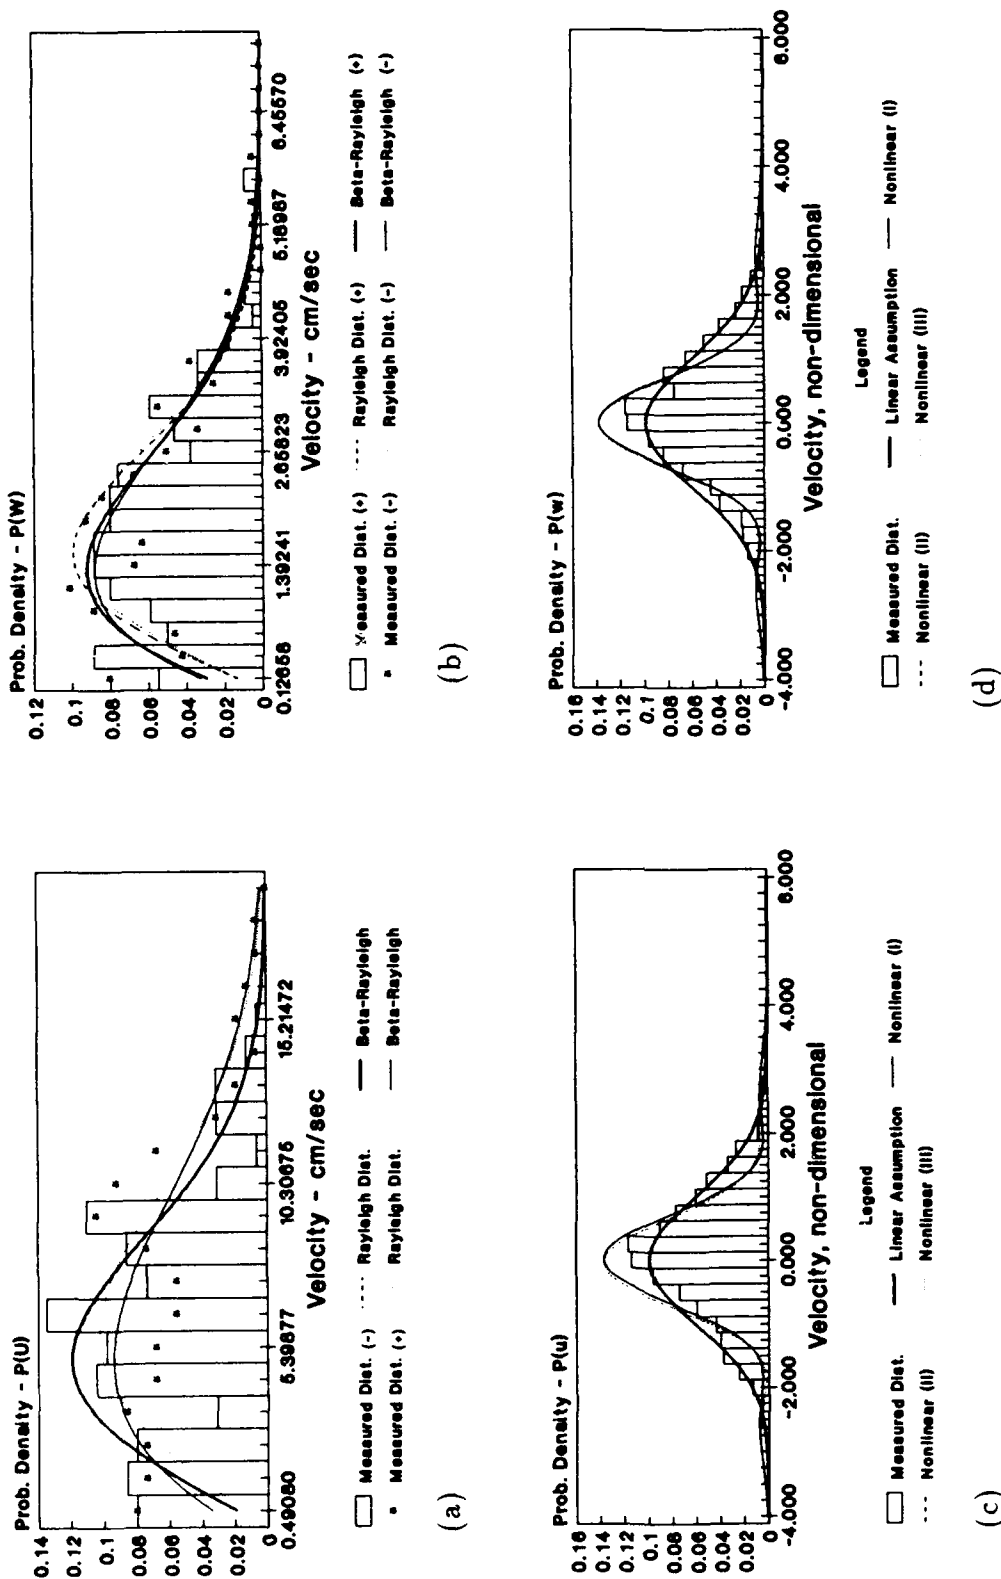 Prob. Density - P(U)
0.14
0.12
0.1
0.08
0.06
0.04
0.02
0
0.49080 5.39877 10.30675 15.21472
Velocity - cm/sec
Measured Dist. (-) Rayleigh Dist. Beta-Rayleigh
Measured Dist. (+) Rayleigh Dist. Beta-Rayleigh
(a)
Prob. Density - P(W)
0.12
0.1
0.08
0.06
0.04
0.02
0
0.12658 1.39241 2.65823 3.92405 5.18987 6.45570
Velocity - cm/sec
Measured Dist. (+) Rayleigh Dist. (+) Beta-Rayleigh (+)
Measured Dist. (-) Rayleigh Dist. (-) Beta-Rayleigh (-)
(b)
Prob. Density - P(u)
0.16
0.14
0.12
0.1
0.08
0.06
0.04
0.02
0
-4.000 -2.000 0.000 2.000 4.000 6.000
Velocity, non-dimensional
Legend
Measured Dist. Linear Assumption Nonlinear (I)
Nonlinear (II) Nonlinear (III)
(c)
Prob. Density - P(w)
0.16
0.14
0.12
0.1
0.08
0.06
0.04
0.02
0
-4.000 -2.000 0.000 2.000 4.000 6.000
Velocity, non-dimensional
Legend
Measured Dist. Linear Assumption Nonlinear (I)
Nonlinear (II) Nonlinear (III)
(d)